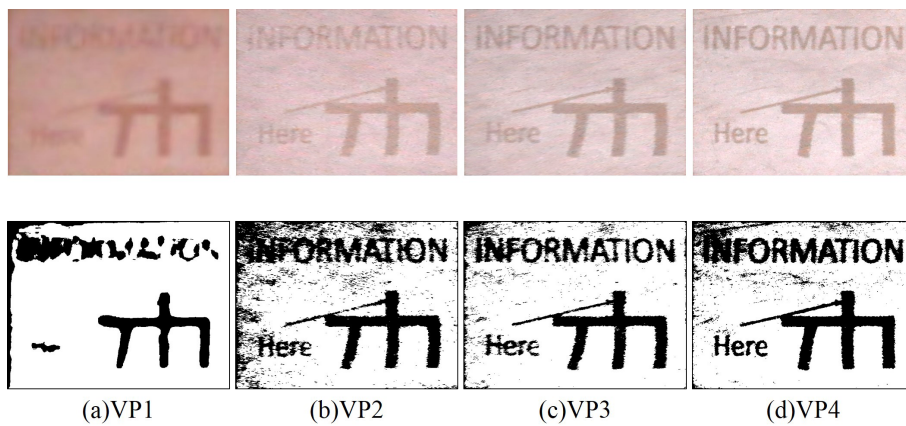 INFORMATION INFORMATION INFORMATION INFORMATION
Here Here Here Here
INFORMATION INFORMATION INFORMATION
Here Here Here
(a)VP1 (b)VP2 (c)VP3 (d)VP4